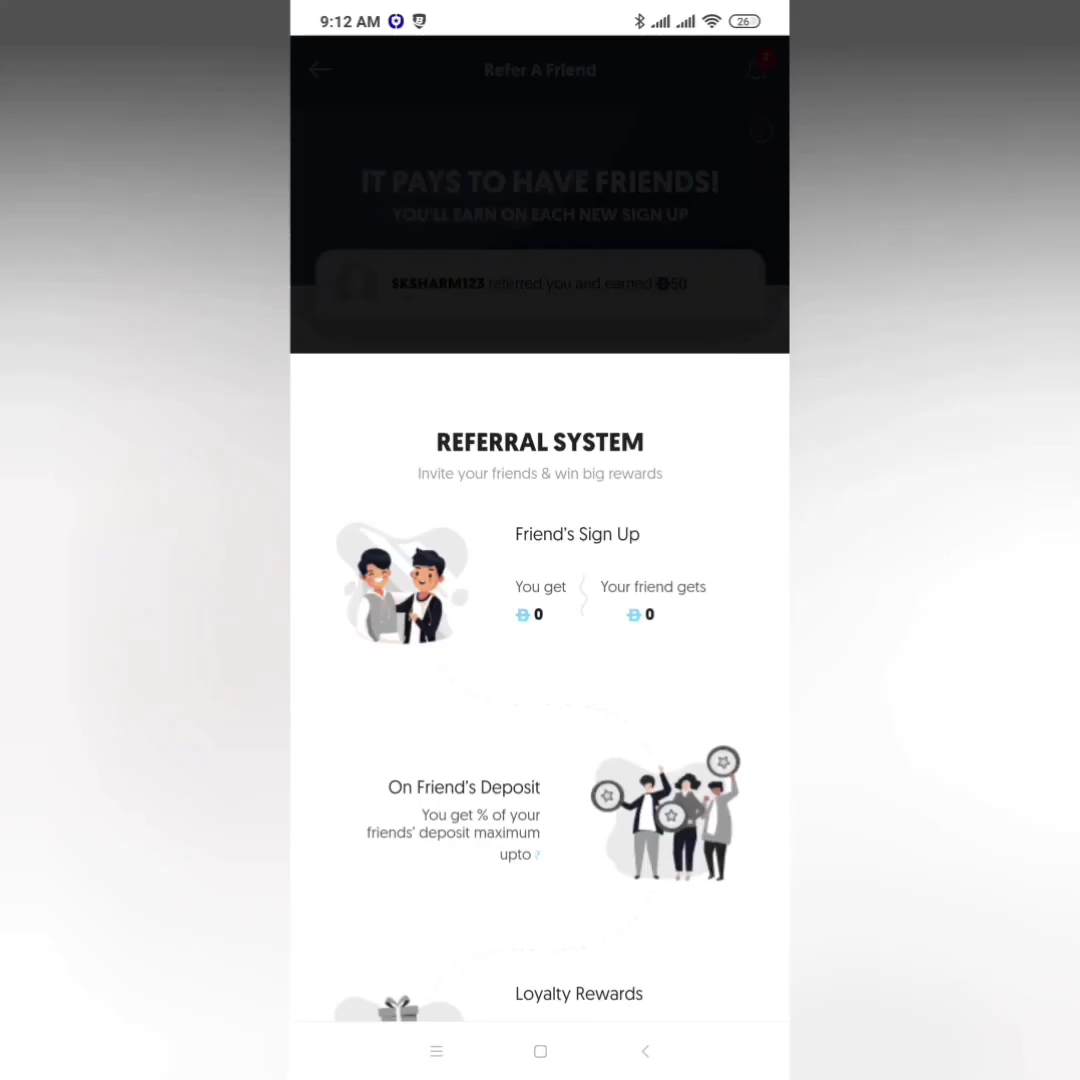 9:12 AM
26
Refer A Friend
IT PAYS TO HAVE FRIENDS!
YOU'LL EARN ON EACH NEW SIGN UP
SKSHARM123 referred you and earned 50
REFERRAL SYSTEM
Invite your friends & win big rewards
Friend's Sign Up
You get
Your friend gets
0
0
On Friend's Deposit
You get % of your
friends' deposit maximum
upto ?
Loyalty Rewards